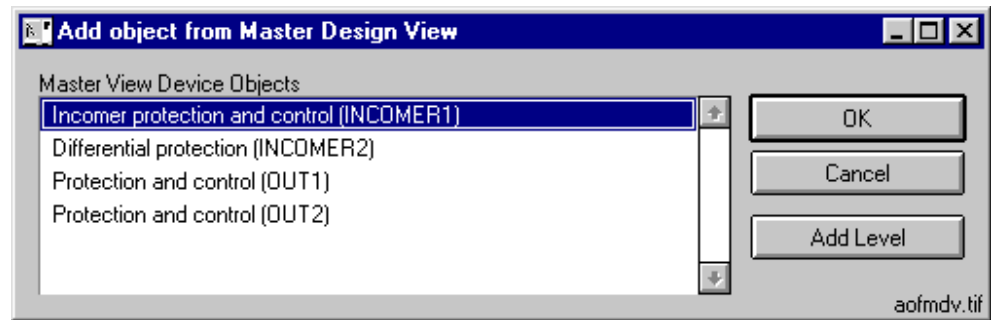 Add object from Master Design View
Master View Device Objects
Incomer protection and control (INCOMER1)
Differential protection (INCOMER2)
Protection and control (OUT1)
Protection and control (OUT2)
OK
Cancel
Add Level
aofmdv.tif